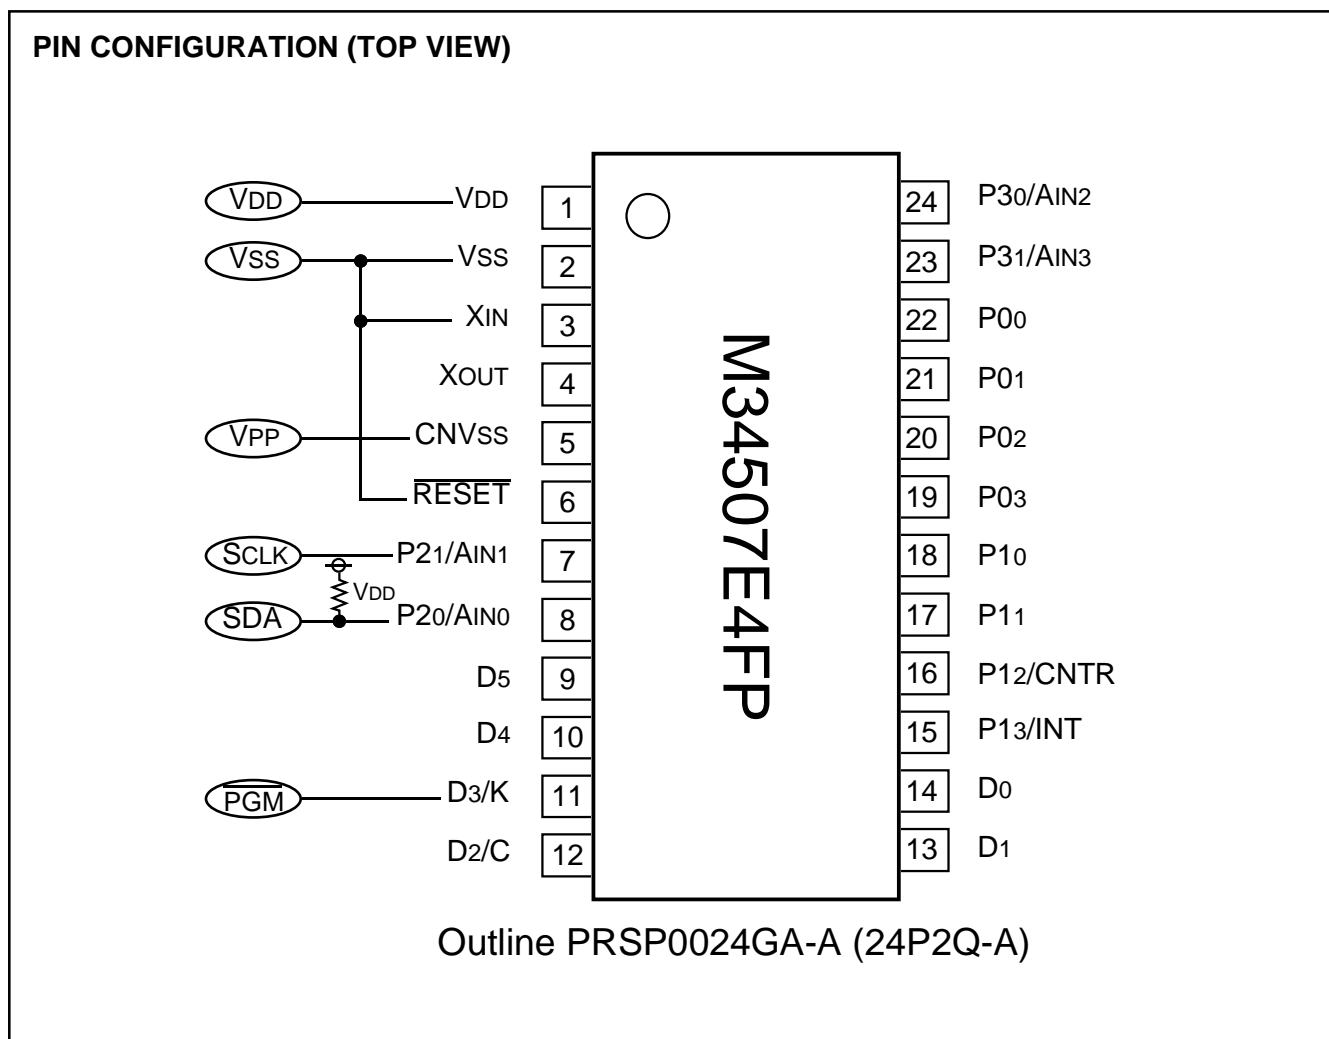 PIN CONFIGURATION (TOP VIEW)
VDD VDD 1 24 P30/AIN2
VSS VSS 2 23 P31/AIN3
XIN 3 22 P00
XOUT 4 21 P01
VPP CNVSS 5 20 P02
RESET 6 19 P03
SCLK P21/AIN1 7 18 P10
VDD
SDA P20/AIN0 8 17 P11
D5 9 16 P12/CNTR
D4 10 15 P13/INT
PGM D3/K 11 14 D0
D2/C 12 13 D1
M34507E4FP
Outline PRSP0024GA-A (24P2Q-A)